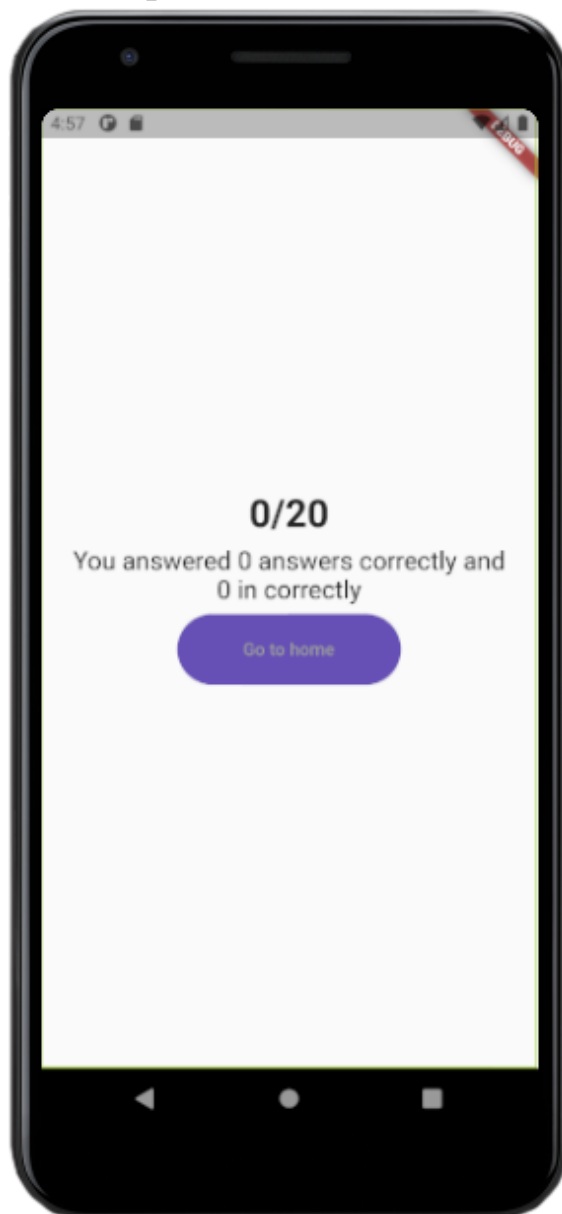 4:57
DEBUG
0/20
You answered 0 answers correctly and
0 in correctly
Go to home